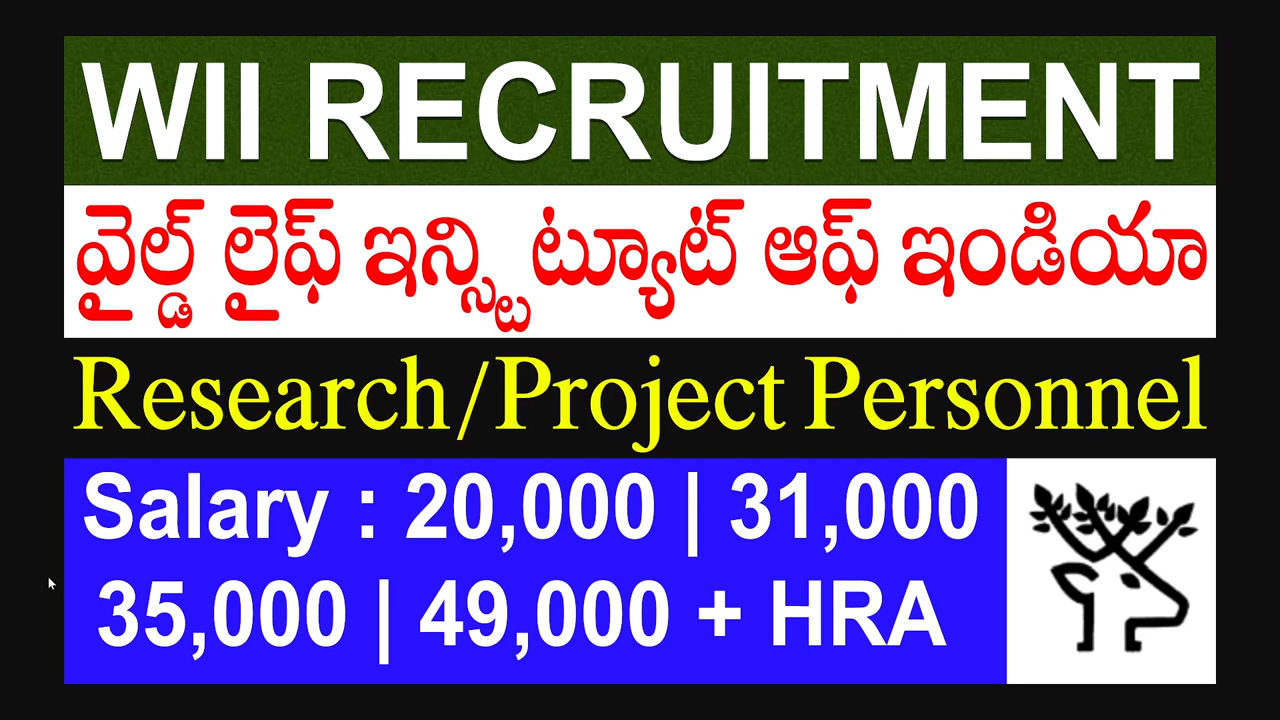 WII RECRUITMENT
వైల్డ్ లైఫ్ ఇన్స్టిట్యూట్ ఆఫ్ ఇండియా
Research/Project Personnel
Salary : 20,000 | 31,000
35,000 | 49,000 + HRA